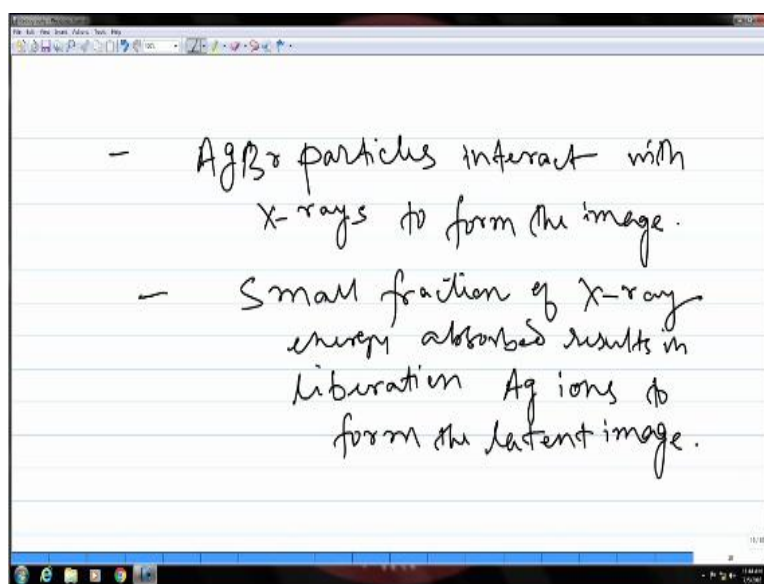 - AgBr particles interact with
X-rays to form the image.
- Small fraction of X-ray
energy absorbed results in
liberation Ag ions to
form the latent image.